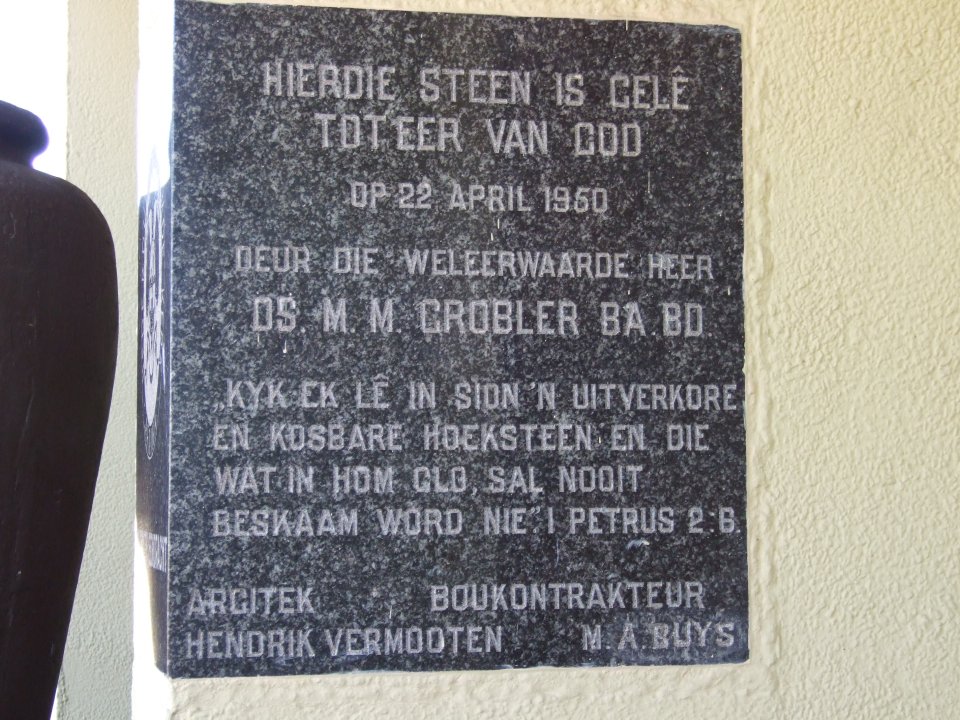 HIERDIE STEEN IS GELÊ
TOT EER VAN GOD
OP 22 APRIL 1950
DEUR DIE WELEERWAARDE HEER
DS. M. M. GROBLER BA. BD
„KYK EK LÊ IN SION 'N UITVERKORE
EN KOSBARE HOEKSTEEN EN DIE
WAT IN HOM GLO, SAL NOOIT
BESKAAM WORD NIE". I PETRUS 2:6.
ARGITEK BOUKONTRAKTEUR
HENDRIK VERMOOTEN M. A. BUYS